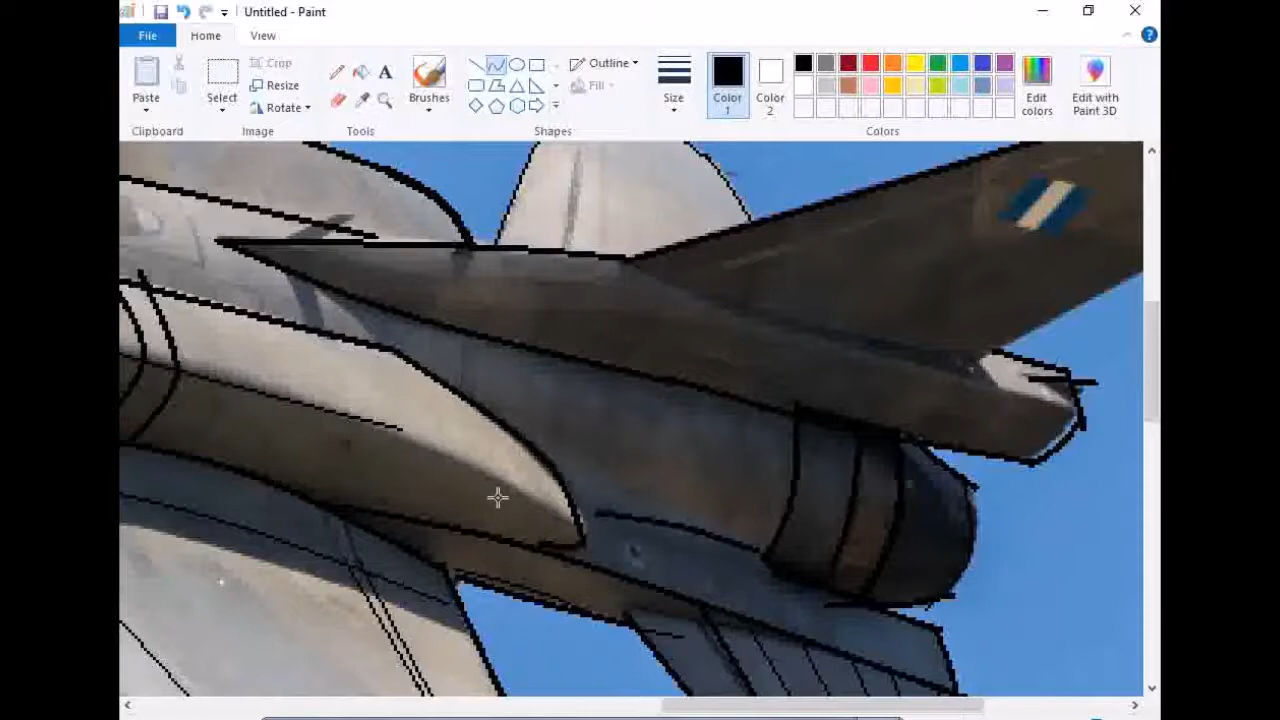 Untitled - Paint
File Home View
Paste
Clipboard
Select
Crop
Resize
Rotate
Image
A
Tools
Brushes
Outline
Fill
Shapes
Size
Color 1
Color 2
Edit colors
Edit with Paint 3D
Colors